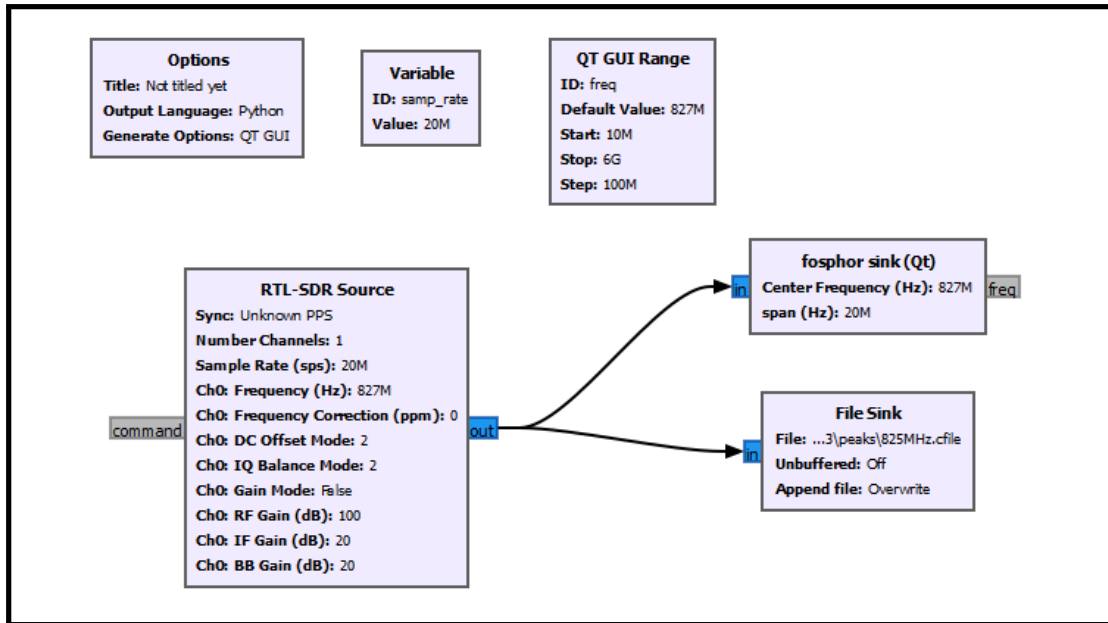 Options
Title: Not titled yet
Output Language: Python
Generate Options: QT GUI
Variable
ID: samp_rate
Value: 20M
QT GUI Range
ID: freq
Default Value: 827M
Start: 10M
Stop: 6G
Step: 100M
RTL-SDR Source
Sync: Unknown PPS
Number Channels: 1
Sample Rate (sps): 20M
Ch0: Frequency (Hz): 827M
Ch0: Frequency Correction (ppm): 0
Ch0: DC Offset Mode: 2
Ch0: IQ Balance Mode: 2
Ch0: Gain Mode: False
Ch0: RF Gain (dB): 100
Ch0: IF Gain (dB): 20
Ch0: BB Gain (dB): 20
command
out
fosphor sink (Qt)
Center Frequency (Hz): 827M
span (Hz): 20M
in
freq
File Sink
File: ...3\peaks\825MHz.cfile
Unbuffered: Off
Append file: Overwrite
in